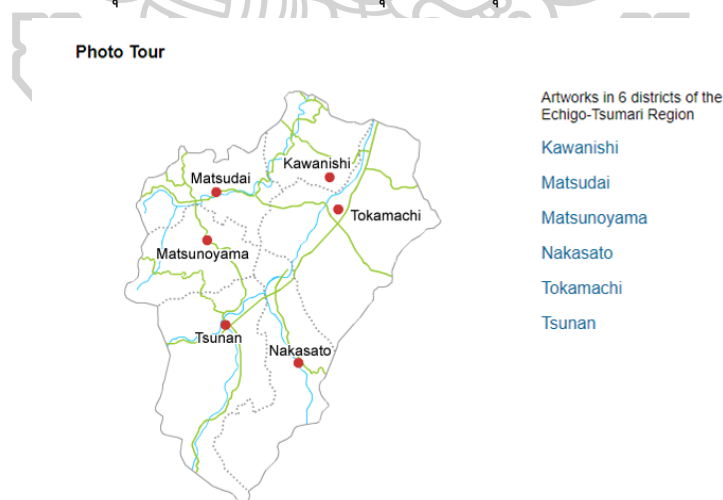 Photo Tour
Artworks in 6 districts of the
Echigo-Tsumari Region
Kawanishi
Matsudai
Matsunoyama
Nakasato
Tokamachi
Tsunan
Kawanishi
Matsudai
Tokamachi
Matsunoyama
Tsunan
Nakasato